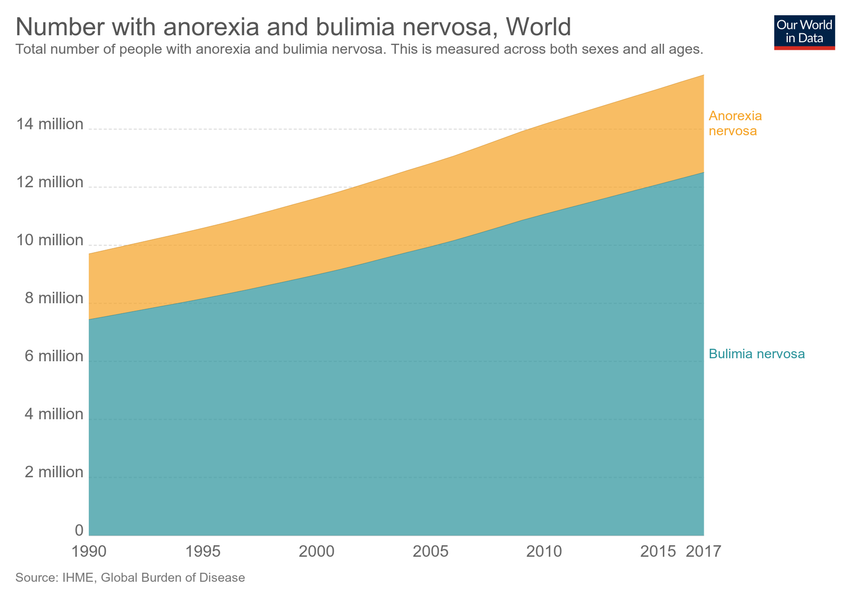 Number with anorexia and bulimia nervosa, World
Our World
in Data
Total number of people with anorexia and bulimia nervosa. This is measured across both sexes and all ages.
14 million
12 million
10 million
8 million
6 million
4 million
2 million
0
Anorexia
nervosa
Bulimia nervosa
1990 1995 2000 2005 2010 2015 2017
Source: IHME, Global Burden of Disease